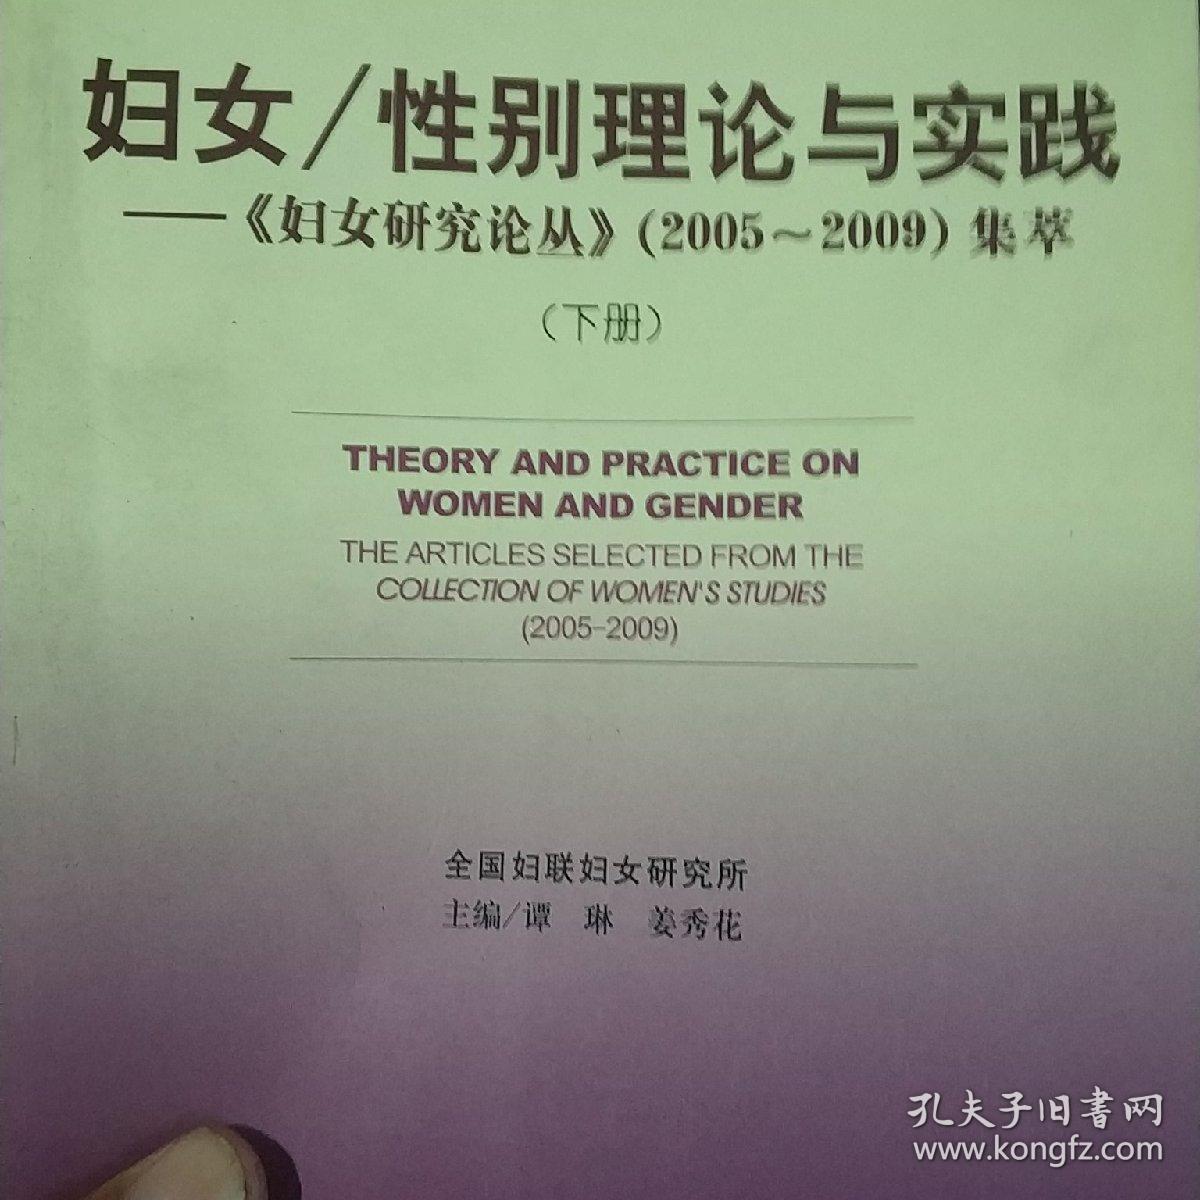 妇女/性别理论与实践
——《妇女研究论丛》(2005～2009)集萃
(下册)
THEORY AND PRACTICE ON
WOMEN AND GENDER
THE ARTICLES SELECTED FROM THE
COLLECTION OF WOMEN'S STUDIES
(2005-2009)
全国妇联妇女研究所
主编/谭 琳 姜秀花
孔夫子旧书网
www.kongfz.com